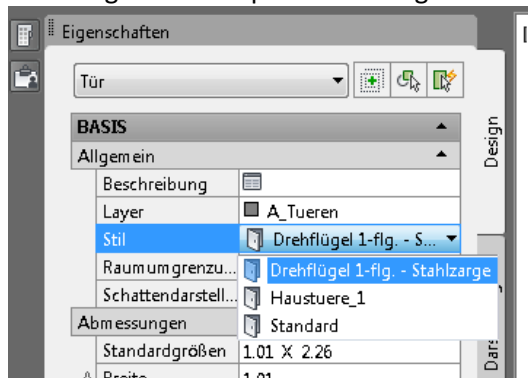 Eigenschaften
Tür
BASIS
Allgemein
Beschreibung
Layer A_Tueren
Stil Drehflügel 1-flg. - S...
Raumumgrenzu... Drehflügel 1-flg. - Stahlzarge
Schattendarstell... Haustuere_1
Abmessungen Standard
Standardgrößen 1.01 X 2.26
Breite 1.01
Design